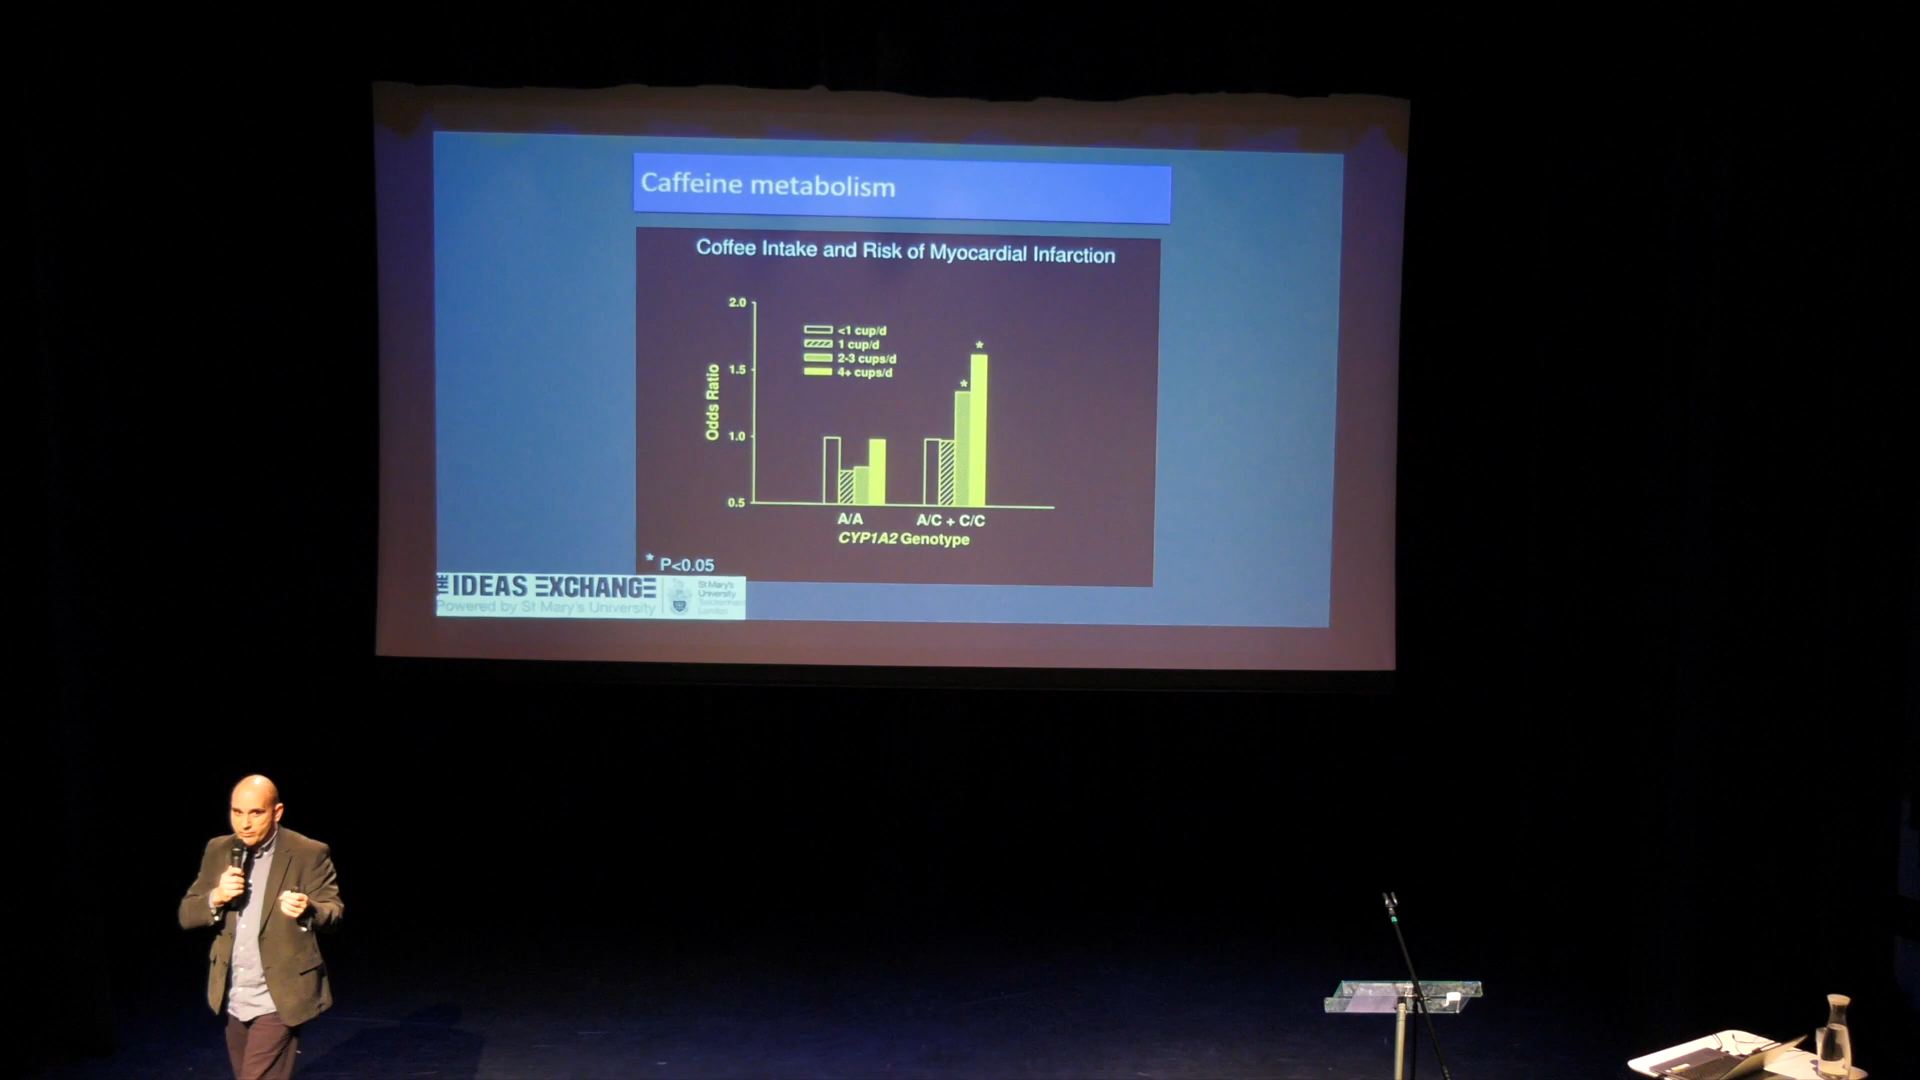 Caffeine metabolism
Coffee Intake and Risk of Myocardial Infarction
2.0
1.5
1.0
0.5
Odds Ratio
<1 cup/d
1 cup/d
2-3 cups/d
4+ cups/d
*
*
A/A
A/C + C/C
CYP1A2 Genotype
* P<0.05
THE IDEAS EXCHANGE
Powered by St Mary's University
St Mary's
University
Twickenham
London